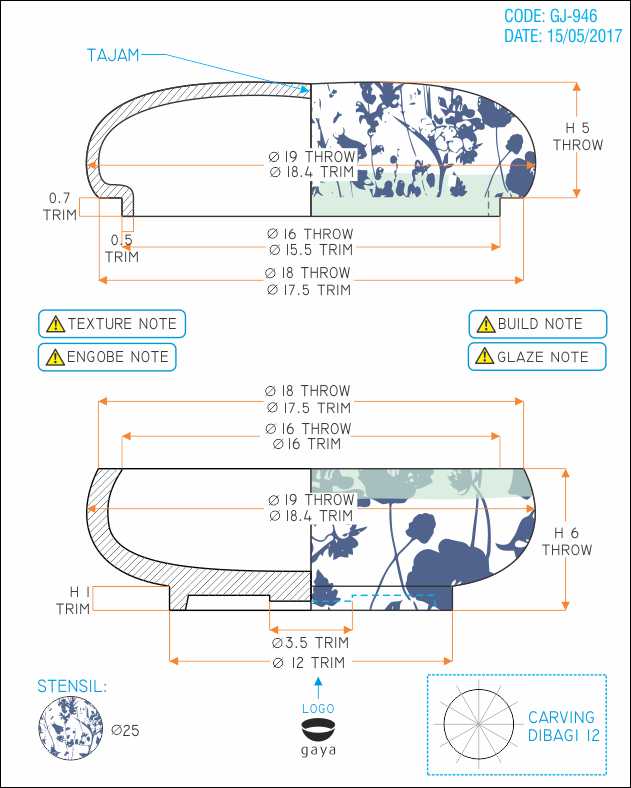 CODE: GJ-946
DATE: 15/05/2017
TAJAM
H 5
THROW
Ø 19 THROW
Ø 18.4 TRIM
0.7
TRIM
0.5
TRIM
Ø 16 THROW
Ø 15.5 TRIM
Ø 18 THROW
Ø 17.5 TRIM
TEXTURE NOTE
BUILD NOTE
ENGOBE NOTE
GLAZE NOTE
Ø 18 THROW
Ø 17.5 TRIM
Ø 16 THROW
Ø 16 TRIM
Ø 19 THROW
Ø 18.4 TRIM
H 6
THROW
H 1
TRIM
Ø3.5 TRIM
Ø 12 TRIM
STENSIL:
Ø25
LOGO
gaya
CARVING
DIBAGI 12